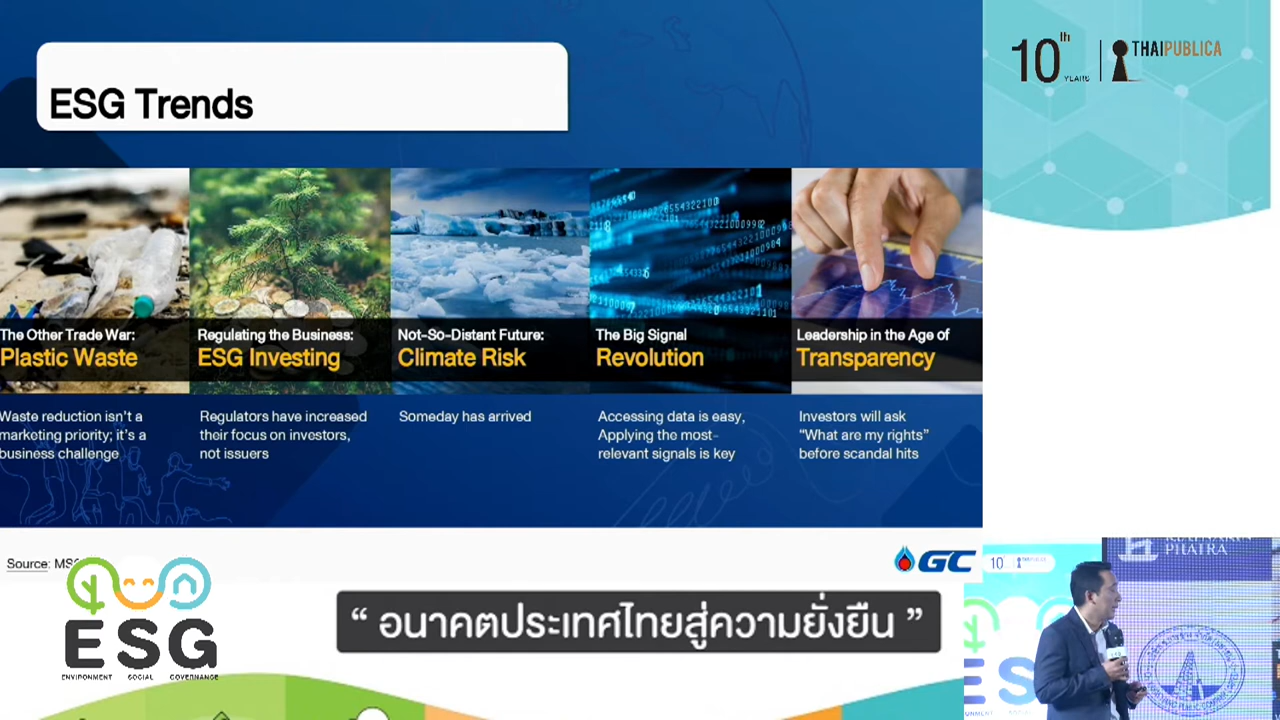 ESG Trends
10th YEARS
THAIPUBLICA
The Other Trade War:
Plastic Waste
Waste reduction isn't a
marketing priority; it's a
business challenge
Regulating the Business:
ESG Investing
Regulators have increased
their focus on investors,
not issuers
Not-So-Distant Future:
Climate Risk
Someday has arrived
The Big Signal
Revolution
Accessing data is easy,
Applying the most-
relevant signals is key
Leadership in the Age of
Transparency
Investors will ask
"What are my rights"
before scandal hits
Source:
GC
ESG
ENVIRONMENT SOCIAL GOVERNANCE
“ อนาคตประเทศไทยสู่ความยั่งยืน ”
10
PHATRA
ES